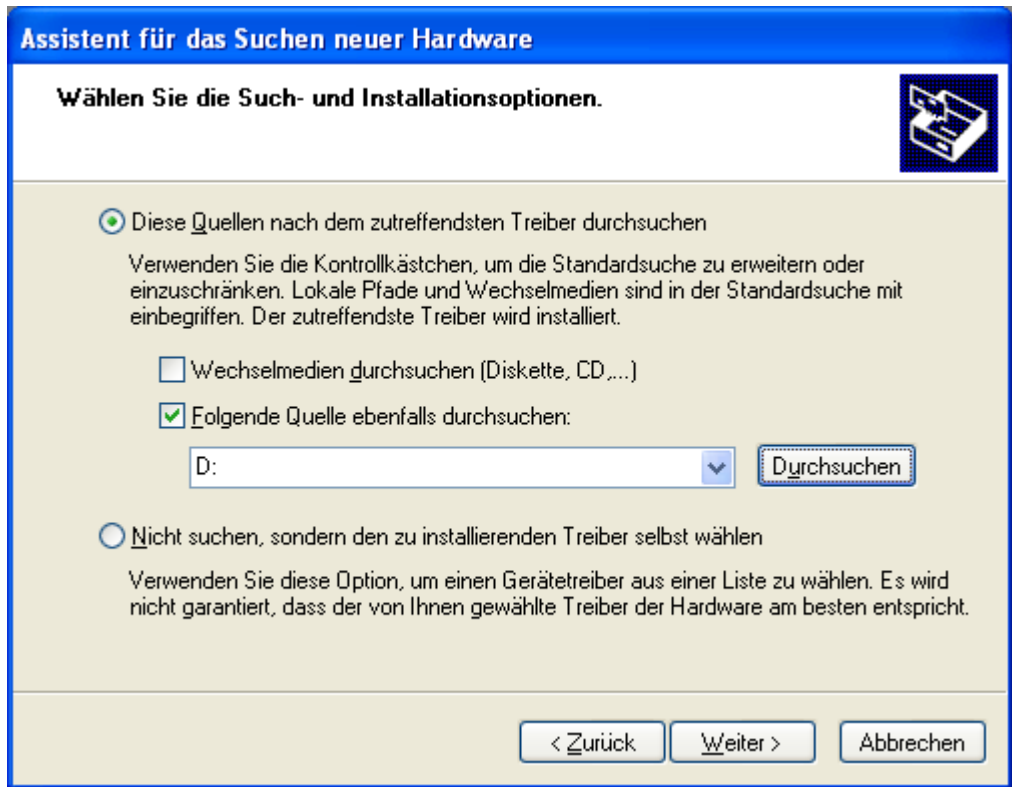 Assistent für das Suchen neuer Hardware
Wählen Sie die Such- und Installationsoptionen.
Diese Quellen nach dem zutreffendsten Treiber durchsuchen
Verwenden Sie die Kontrollkästchen, um die Standardsuche zu erweitern oder
einzuschränken. Lokale Pfade und Wechselmedien sind in der Standardsuche mit
einbegriffen. Der zutreffendste Treiber wird installiert.
Wechselmedien durchsuchen (Diskette, CD,...)
Folgende Quelle ebenfalls durchsuchen:
D: Durchsuchen
Nicht suchen, sondern den zu installierenden Treiber selbst wählen
Verwenden Sie diese Option, um einen Gerätetreiber aus einer Liste zu wählen. Es wird
nicht garantiert, dass der von Ihnen gewählte Treiber der Hardware am besten entspricht.
< Zurück Weiter > Abbrechen